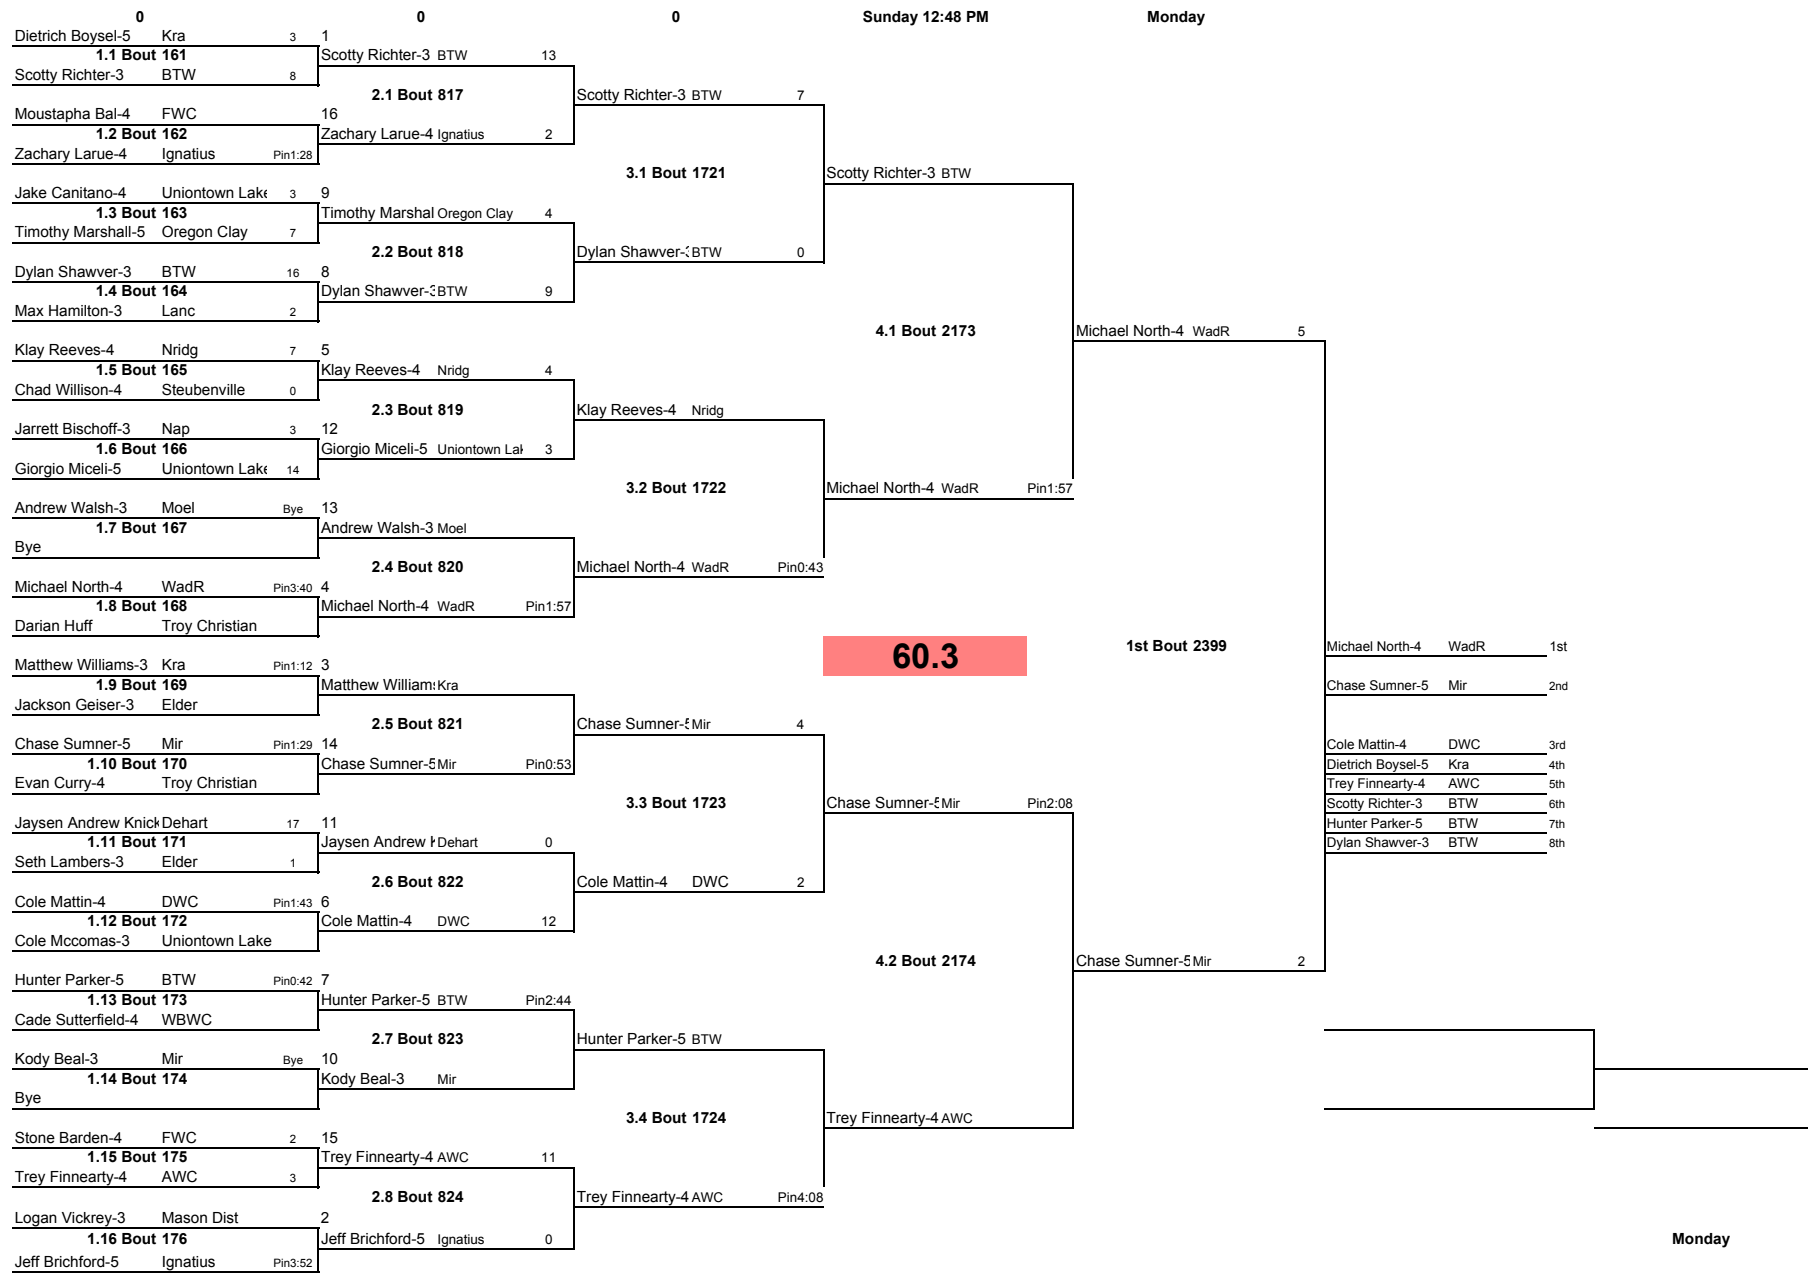 0 0 0 Sunday 12:48 PM Monday
Dietrich Boysel-5 Kra 3 1
1.1 Bout 161 Scotty Richter-3 BTW 13
Scotty Richter-3 BTW 8
2.1 Bout 817 Scotty Richter-3 BTW 7
Moustapha Bal-4 FWC 16
1.2 Bout 162 Zachary Larue-4 Ignatius 2
Zachary Larue-4 Ignatius Pin1:28
3.1 Bout 1721 Scotty Richter-3 BTW
Jake Canitano-4 Uniontown Lake 3 9
1.3 Bout 163 Timothy Marshal Oregon Clay 4
Timothy Marshall-5 Oregon Clay 7
2.2 Bout 818 Dylan Shawver-3 BTW 0
Dylan Shawver-3 BTW 16 8
1.4 Bout 164 Dylan Shawver-3 BTW 9
Max Hamilton-3 Lanc 2
4.1 Bout 2173 Michael North-4 WadR 5
Klay Reeves-4 Nridg 7 5
1.5 Bout 165 Klay Reeves-4 Nridg 4
Chad Willison-4 Steubenville 0
2.3 Bout 819 Klay Reeves-4 Nridg
Jarrett Bischoff-3 Nap 3 12
1.6 Bout 166 Giorgio Miceli-5 Uniontown Lak 3
Giorgio Miceli-5 Uniontown Lake 14
3.2 Bout 1722 Michael North-4 WadR Pin1:57
Andrew Walsh-3 Moel Bye 13
1.7 Bout 167 Andrew Walsh-3 Moel
Bye
2.4 Bout 820 Michael North-4 WadR Pin0:43
Michael North-4 WadR Pin3:40 4
1.8 Bout 168 Michael North-4 WadR Pin1:57
Darian Huff Troy Christian
60.3 1st Bout 2399 Michael North-4 WadR 1st
Matthew Williams-3 Kra Pin1:12 3
1.9 Bout 169 Matthew Williams Kra Chase Sumner-5 Mir 2nd
Jackson Geiser-3 Elder
2.5 Bout 821 Chase Sumner-5 Mir 4
Chase Sumner-5 Mir Pin1:29 14 Cole Mattin-4 DWC 3rd
1.10 Bout 170 Chase Sumner-5 Mir Pin0:53 Dietrich Boysel-5 Kra 4th
Evan Curry-4 Troy Christian Trey Finnearty-4 AWC 5th
3.3 Bout 1723 Chase Sumner-5 Mir Pin2:08 Scotty Richter-3 BTW 6th
Jaysen Andrew Knick Dehart 17 11 Hunter Parker-5 BTW 7th
1.11 Bout 171 Jaysen Andrew K Dehart 0 Dylan Shawver-3 BTW 8th
Seth Lambers-3 Elder 1
2.6 Bout 822 Cole Mattin-4 DWC 2
Cole Mattin-4 DWC Pin1:43 6
1.12 Bout 172 Cole Mattin-4 DWC 12
Cole Mccomas-3 Uniontown Lake
4.2 Bout 2174 Chase Sumner-5 Mir 2
Hunter Parker-5 BTW Pin0:42 7
1.13 Bout 173 Hunter Parker-5 BTW Pin2:44
Cade Sutterfield-4 WBWC
2.7 Bout 823 Hunter Parker-5 BTW
Kody Beal-3 Mir Bye 10
1.14 Bout 174 Kody Beal-3 Mir
Bye
3.4 Bout 1724 Trey Finnearty-4 AWC
Stone Barden-4 FWC 2 15
1.15 Bout 175 Trey Finnearty-4 AWC 11
Trey Finnearty-4 AWC 3
2.8 Bout 824 Trey Finnearty-4 AWC Pin4:08
Logan Vickrey-3 Mason Dist 2
1.16 Bout 176 Jeff Brichford-5 Ignatius 0 Monday
Jeff Brichford-5 Ignatius Pin3:52